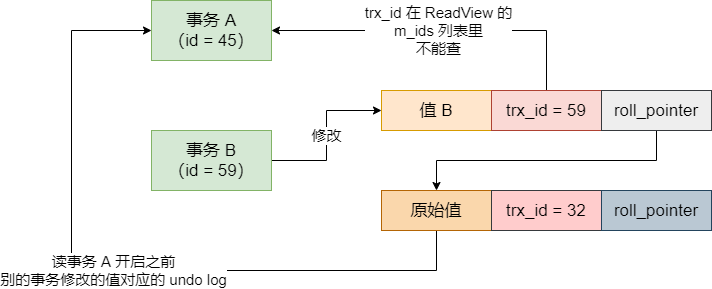 事务 A
（id = 45）
trx_id 在 ReadView 的
m_ids 列表里
不能查
值 B
trx_id = 59
roll_pointer
修改
事务 B
（id = 59）
原始值
trx_id = 32
roll_pointer
读事务 A 开启之前
别的事务修改的值对应的 undo log